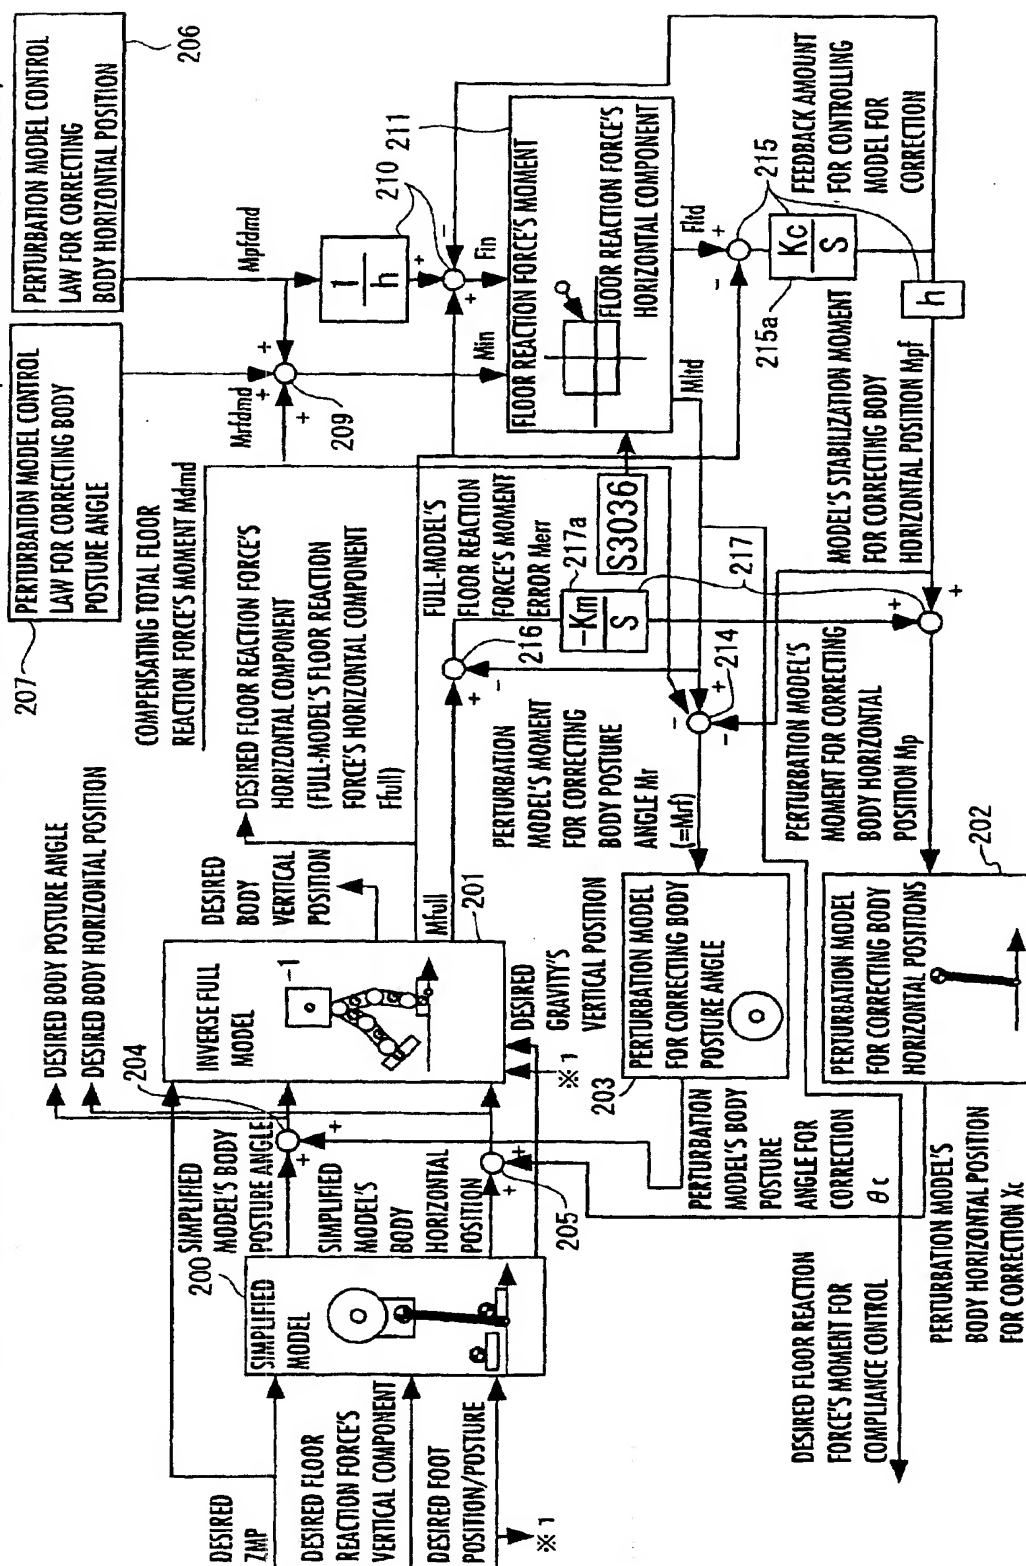 PERTURBATION MODEL CONTROL
LAW FOR CORRECTING
BODY HORIZONTAL POSITION
206
PERTURBATION MODEL CONTROL
LAW FOR CORRECTING BODY
POSTURE ANGLE
207
Mpfdmd
Mrfdmd
1
h
210
209
Min
Fin
+
+
+
+
+
-
211
FLOOR REACTION FORCE'S MOMENT
FLOOR REACTION FORCE'S
HORIZONTAL COMPONENT
Fltd
Mltd
S3036
215
Kc
S
215a
+
-
FEEDBACK AMOUNT
FOR CONTROLLING
MODEL FOR
CORRECTION
h
MODEL'S STABILIZATION MOMENT
FOR CORRECTING BODY
HORIZONTAL POSITION Mpf
COMPENSATING TOTAL FLOOR
REACTION FORCE'S MOMENT Mdmd
DESIRED FLOOR REACTION FORCE'S
HORIZONTAL COMPONENT
(FULL-MODEL'S FLOOR REACTION
FORCE'S HORIZONTAL COMPONENT
Ffull)
FULL-MODEL'S
FLOOR REACTION
FORCE'S MOMENT
ERROR Merr
217a
-Km
S
217
216
+
-
214
-
+
-
+
+
PERTURBATION
MODEL'S MOMENT
FOR CORRECTING
BODY POSTURE
ANGLE Mr
(=Mrf)
PERTURBATION MODEL'S
MOMENT FOR CORRECTING
BODY HORIZONTAL
POSITION Mp
DESIRED BODY POSTURE ANGLE
DESIRED BODY HORIZONTAL POSITION
DESIRED
BODY
VERTICAL
POSITION
Mfull
201
INVERSE FULL
MODEL
-1
DESIRED
GRAVITY'S
VERTICAL POSITION
※1
204
+
+
205
+
+
SIMPLIFIED
MODEL'S BODY
POSTURE ANGLE
SIMPLIFIED
MODEL'S
BODY
HORIZONTAL
POSITION
200
SIMPLIFIED
MODEL
203
PERTURBATION MODEL
FOR CORRECTING BODY
POSTURE ANGLE
202
PERTURBATION MODEL
FOR CORRECTING BODY
HORIZONTAL POSITIONS
PERTURBATION
MODEL'S BODY
POSTURE
ANGLE FOR
CORRECTION
θc
PERTURBATION MODEL'S
BODY HORIZONTAL POSITION
FOR CORRECTION Xc
DESIRED
ZMP
DESIRED FLOOR
REACTION FORCE'S
VERTICAL COMPONENT
DESIRED FOOT
POSITION/POSTURE
※1
DESIRED FLOOR REACTION
FORCE'S MOMENT FOR
COMPLIANCE CONTROL